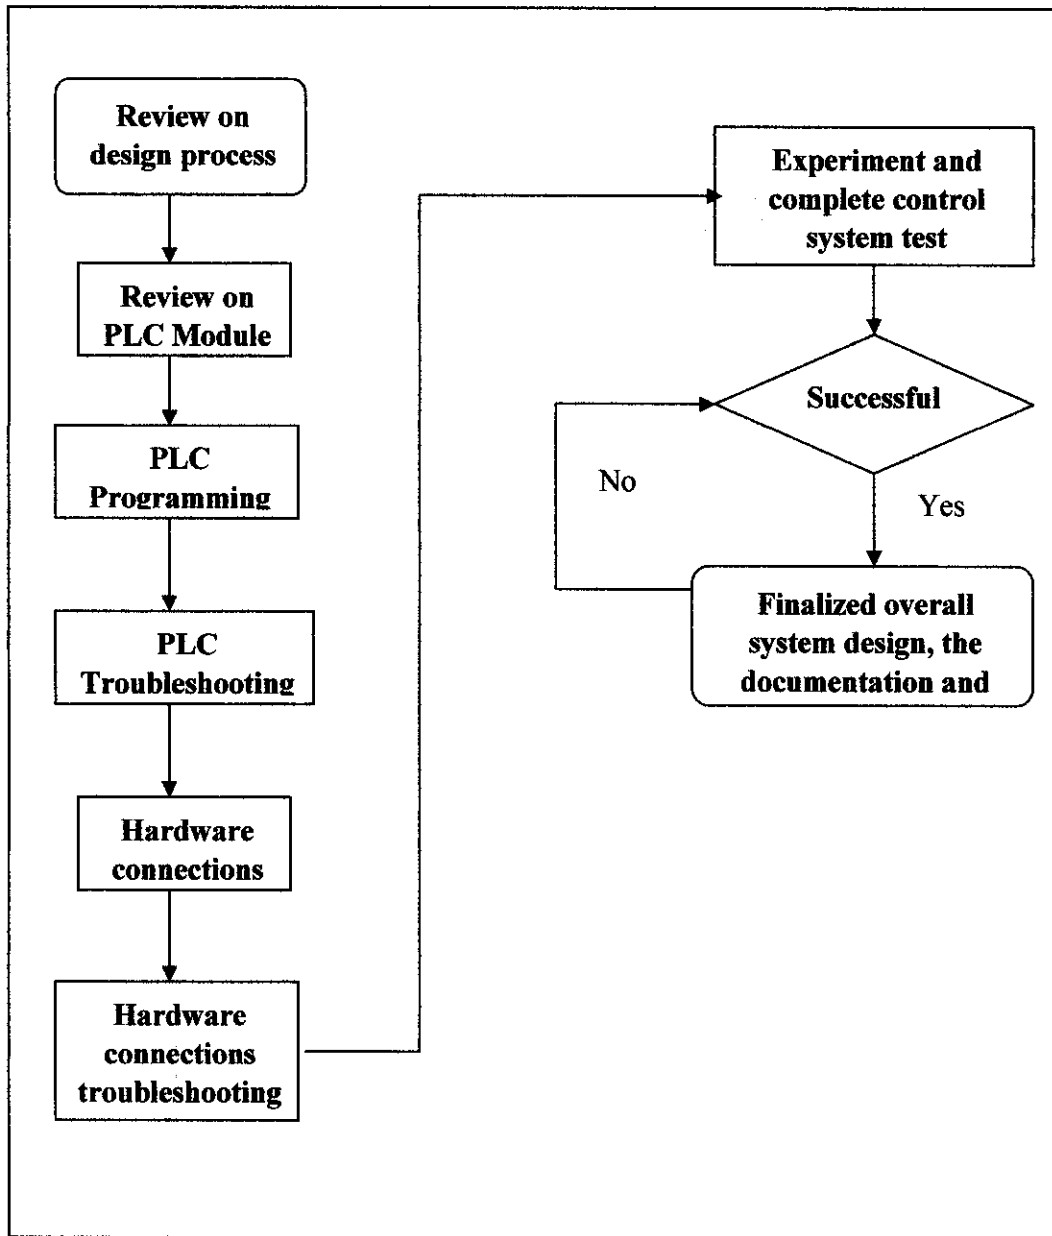 Review on
design process
Review on
PLC Module
PLC
Programming
PLC
Troubleshooting
Hardware
connections
Hardware
connections
troubleshooting
Experiment and
complete control
system test
Successful
No
Yes
Finalized overall
system design, the
documentation and